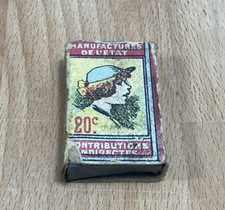 MANUFACTURES
DE L'ETAT
20c
CONTRIBUTIONS
INDIRECTES